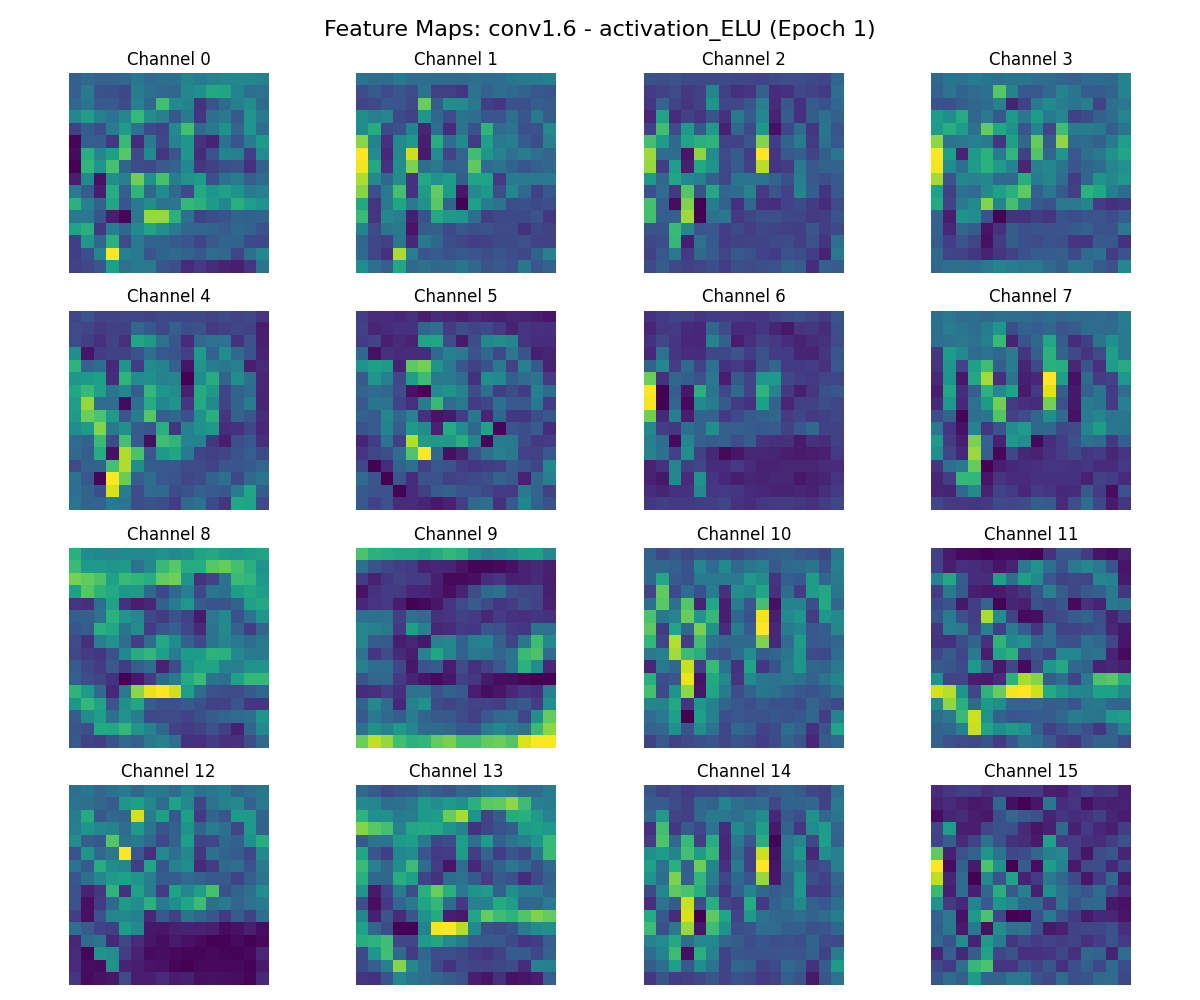 Feature Maps: conv1.6 - activation_ELU (Epoch 1)
Channel 0
Channel 1
Channel 2
Channel 3
Channel 4
Channel 5
Channel 6
Channel 7
Channel 8
Channel 9
Channel 10
Channel 11
Channel 12
Channel 13
Channel 14
Channel 15